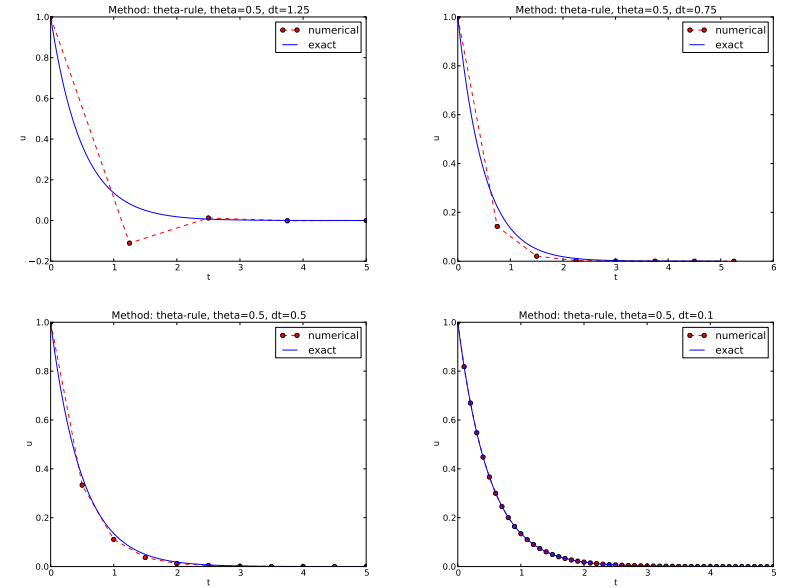 Method: theta-rule, theta=0.5, dt=1.25
1.0
0.8
0.6
0.4
0.2
0.0
−0.2
u
0 1 2 3 4 5
t
numerical
exact
Method: theta-rule, theta=0.5, dt=0.75
1.0
0.8
0.6
0.4
0.2
0.0
u
0 1 2 3 4 5 6
t
numerical
exact
Method: theta-rule, theta=0.5, dt=0.5
1.0
0.8
0.6
0.4
0.2
0.0
u
0 1 2 3 4 5
t
numerical
exact
Method: theta-rule, theta=0.5, dt=0.1
1.0
0.8
0.6
0.4
0.2
0.0
u
0 1 2 3 4 5
t
numerical
exact